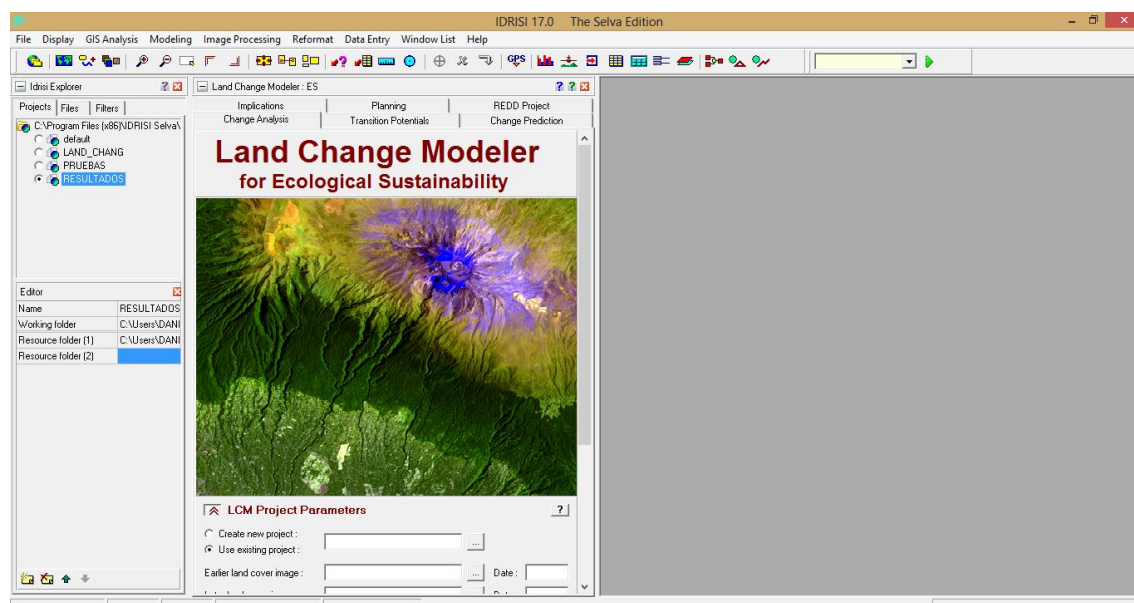 IDRISI 17.0 The Selva Edition
File Display GIS Analysis Modeling Image Processing Reformat Data Entry Window List Help
GPS
Idrisi Explorer
Projects Files Filters
C:\Program Files (x86)\IDRISI Selva\
default
LAND_CHANG
PRUEBAS
RESULTADOS
Editor
Name RESULTADOS
Working folder C:\Users\DANI
Resource folder (1) C:\Users\DANI
Resource folder (2)
Land Change Modeler : ES
Implications Planning REDD Project
Change Analysis Transition Potentials Change Prediction
Land Change Modeler
for Ecological Sustainability
LCM Project Parameters ?
Create new project :
Use existing project : ...
Earlier land cover image : ... Date :